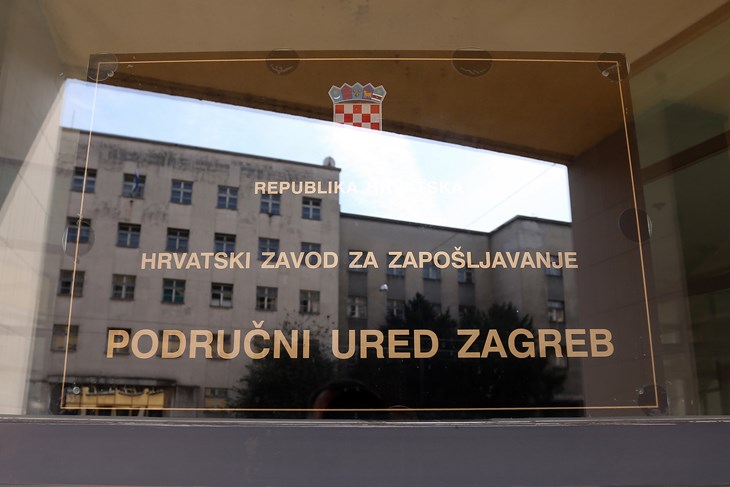 REPUBLIKA HRVATSKA
HRVATSKI ZAVOD ZA ZAPOŠLJAVANJE
PODRUČNI URED ZAGREB